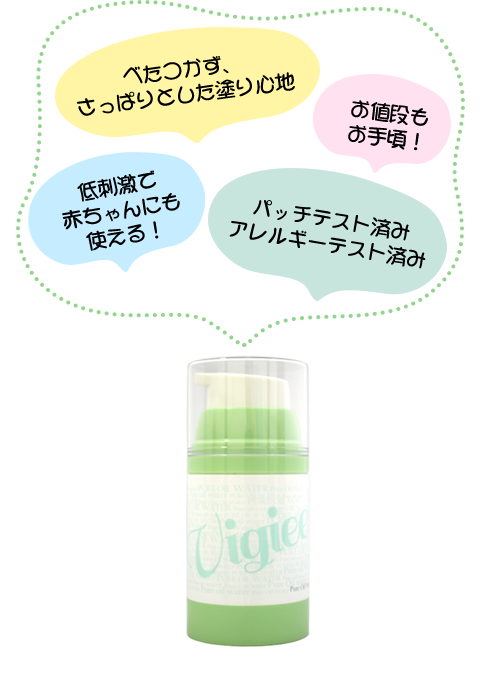 べたつかず、
さっぱりとした塗り心地
お値段も
お手頃！
低刺激で
赤ちゃんにも
使える！
パッチテスト済み
アレルギーテスト済み
Vigiee